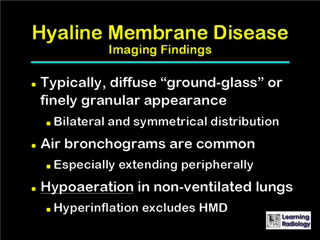 Hyaline Membrane Disease
Imaging Findings
Typically, diffuse “ground-glass” or
finely granular appearance
Bilateral and symmetrical distribution
Air bronchograms are common
Especially extending peripherally
Hypoaeration in non-ventilated lungs
Hyperinflation excludes HMD
Learning
Radiology